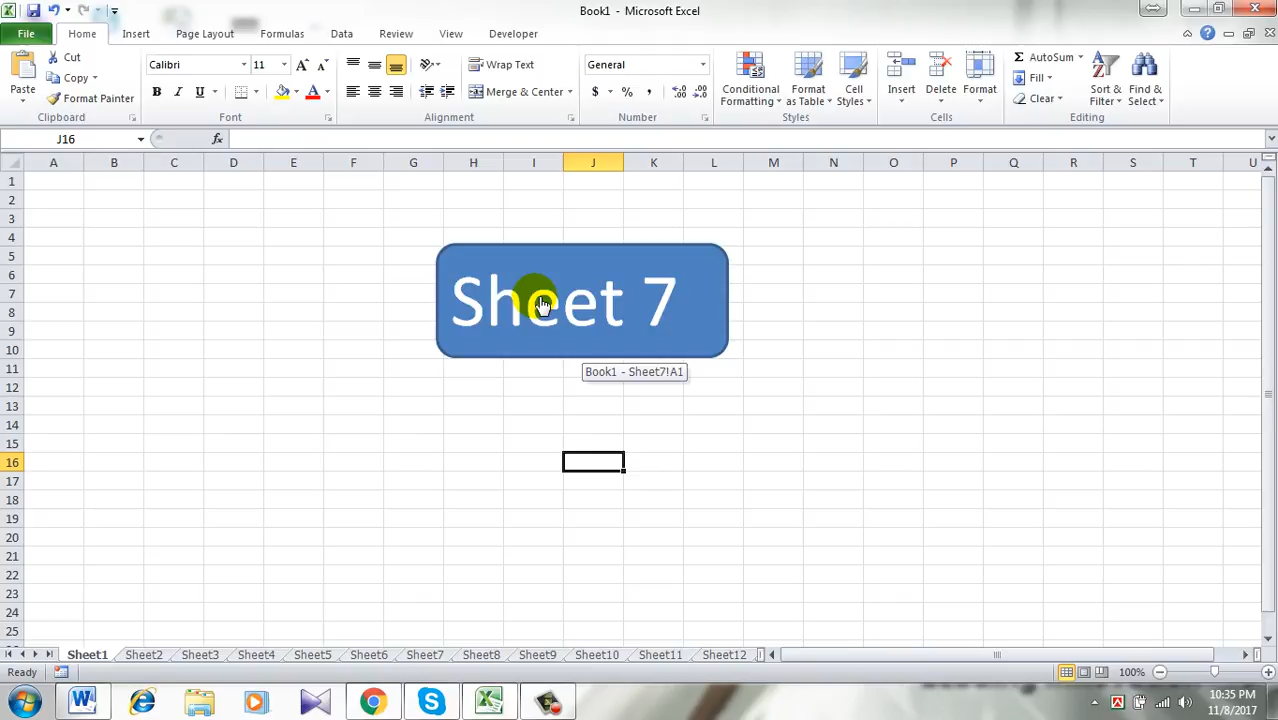 Book1 - Microsoft Excel
File Home Insert Page Layout Formulas Data Review View Developer
Cut
Copy
Format Painter
Paste
Clipboard
Calibri 11
B I U
Font
Wrap Text
Merge & Center
Alignment
General
$ % ,
Number
Conditional Formatting
Format as Table
Cell Styles
Styles
Insert
Delete
Format
Cells
AutoSum
Fill
Clear
Sort & Filter
Find & Select
Editing
J16 fx
A B C D E F G H I J K L M N O P Q R S T U
1
2
3
4
5
6
7
8
9
10
11
12
13
14
15
16
17
18
19
20
21
22
23
24
25
Sheet 7
Book1 - Sheet7!A1
Sheet1 Sheet2 Sheet3 Sheet4 Sheet5 Sheet6 Sheet7 Sheet8 Sheet9 Sheet10 Sheet11 Sheet12
Ready 100%
10:35 PM
11/8/2017